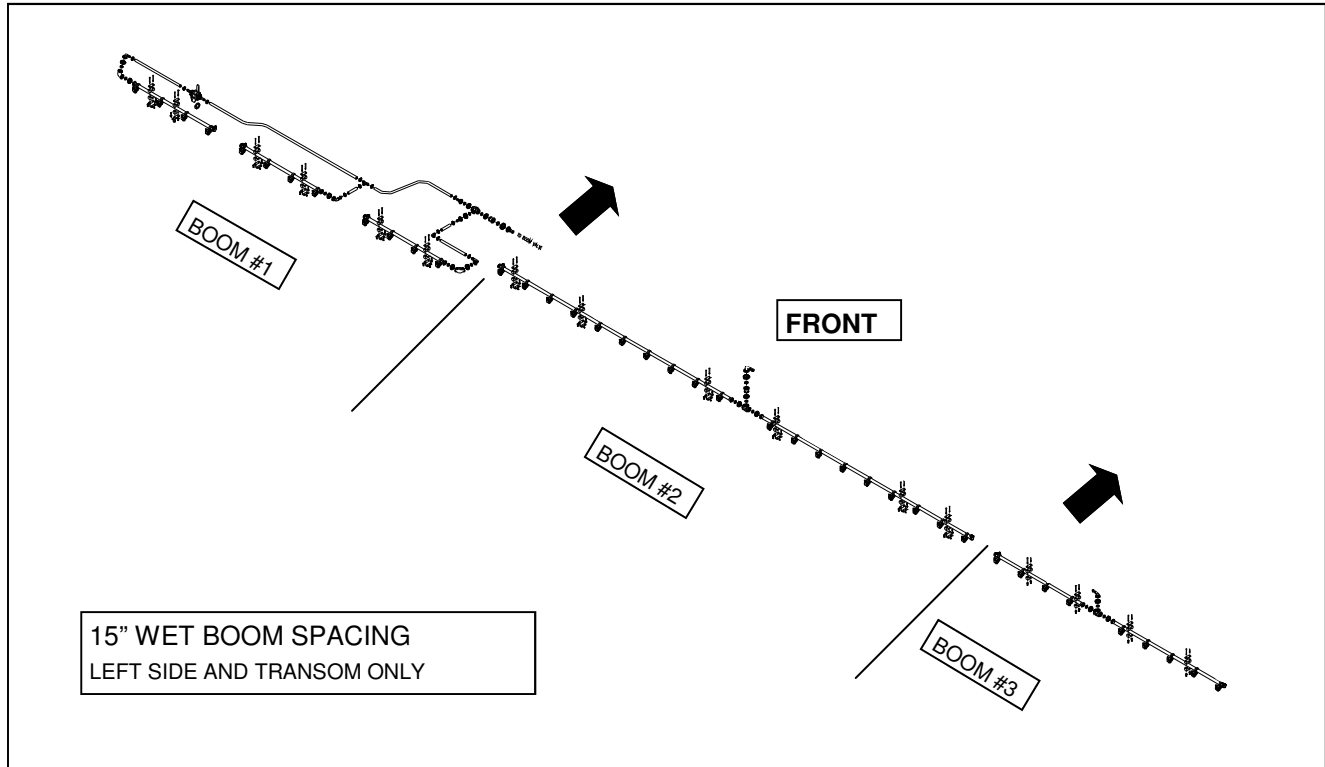 BOOM #1
FRONT
BOOM #2
15” WET BOOM SPACING
LEFT SIDE AND TRANSOM ONLY
BOOM #3